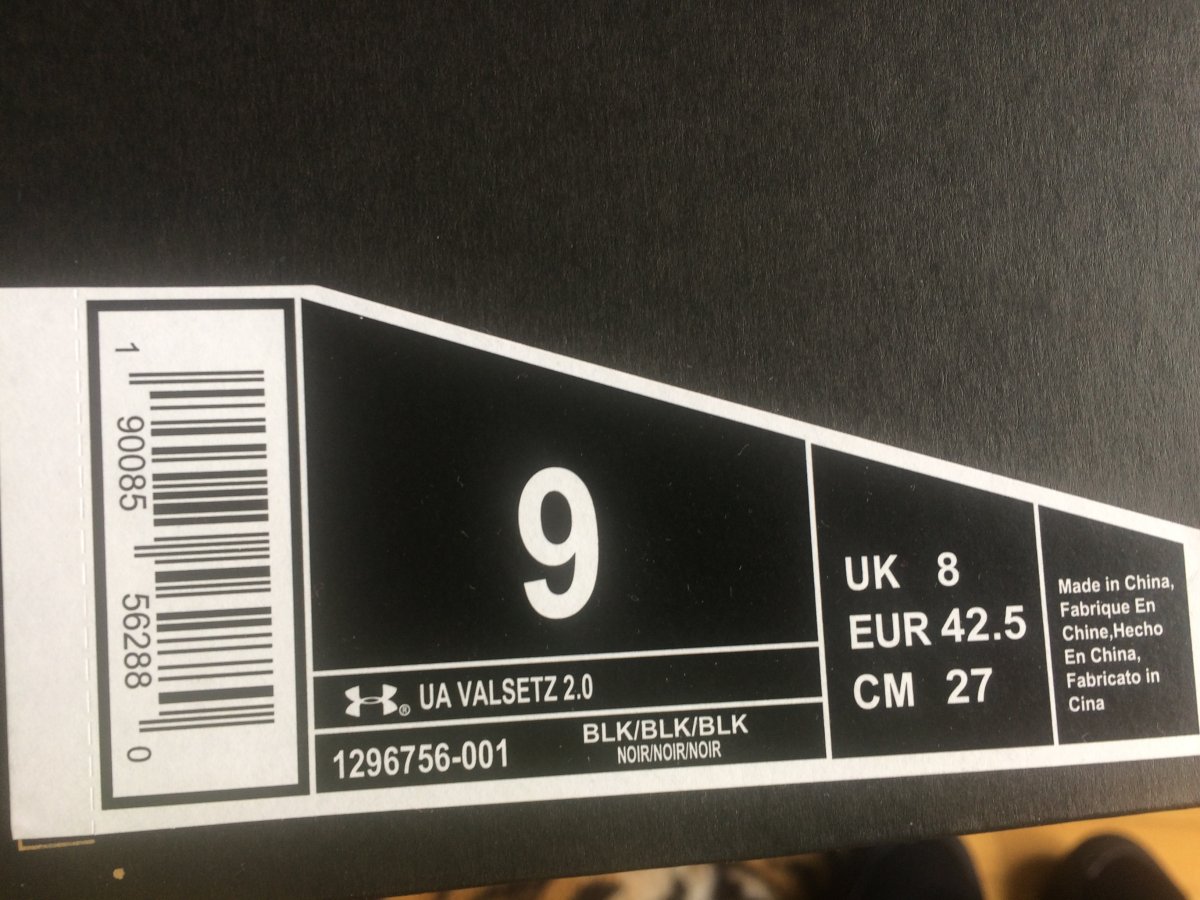 1 90085 56288 0
9
® UA VALSETZ 2.0
1296756-001
BLK/BLK/BLK
NOIR/NOIR/NOIR
UK 8
EUR 42.5
CM 27
Made in China,
Fabrique En
Chine,Hecho
En China,
Fabricato in
Cina